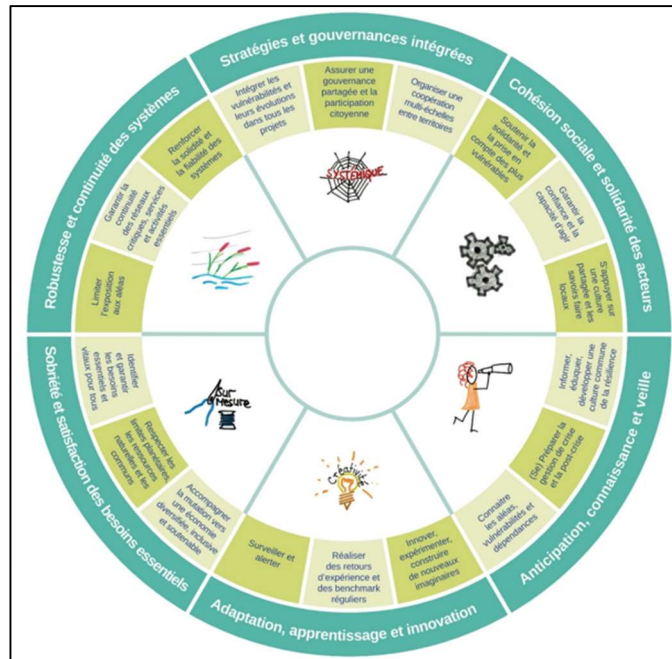 Stratégies et gouvernances intégrées
Intégrer les
vulnérabilités et
leurs évolutions
dans tous les
projets
Assurer une
gouvernance
partagée et la
participation
citoyenne
Organiser une
coopération
multi-échelles
entre territoires
SYSTÉMIQUE
Cohésion sociale et solidarité des acteurs
Soutenir la
solidarité et
la prise en
compte des plus
vulnérables
Garantir la
confiance et la
capacité d'agir
S'appuyer sur
une culture
partagée et les
savoirs faire
locaux
Anticipation, connaissance et veille
Informer,
éduquer,
développer une
culture commune
de la résilience
(Se) Préparer la
gestion de crise
et la post-crise
Connaitre
les aléas,
vulnérabilités et
dépendances
Adaptation, apprentissage et innovation
Innover,
expérimenter,
construire
de nouveaux
imaginaires
Réaliser
des retours
d'expérience et
des benchmark
réguliers
Surveiller et
alerter
Créativité
Sobriété et satisfaction des besoins essentiels
Accompagner
la mutation vers
une économie
diversifiée, inclusive
et soutenable
Respecter les
limites planétaires,
les ressources
naturelles et les
communs
Identifier
et garantir
les besoins
essentiels et
vitaux pour tous
sur
Mesure
Robustesse et continuité des systèmes
Limiter
l'exposition
aux aléas
Garantir la
continuité
des réseaux
critiques, services
et activités
essentiels
Renforcer
la solidité et
la fiabilité des
systèmes